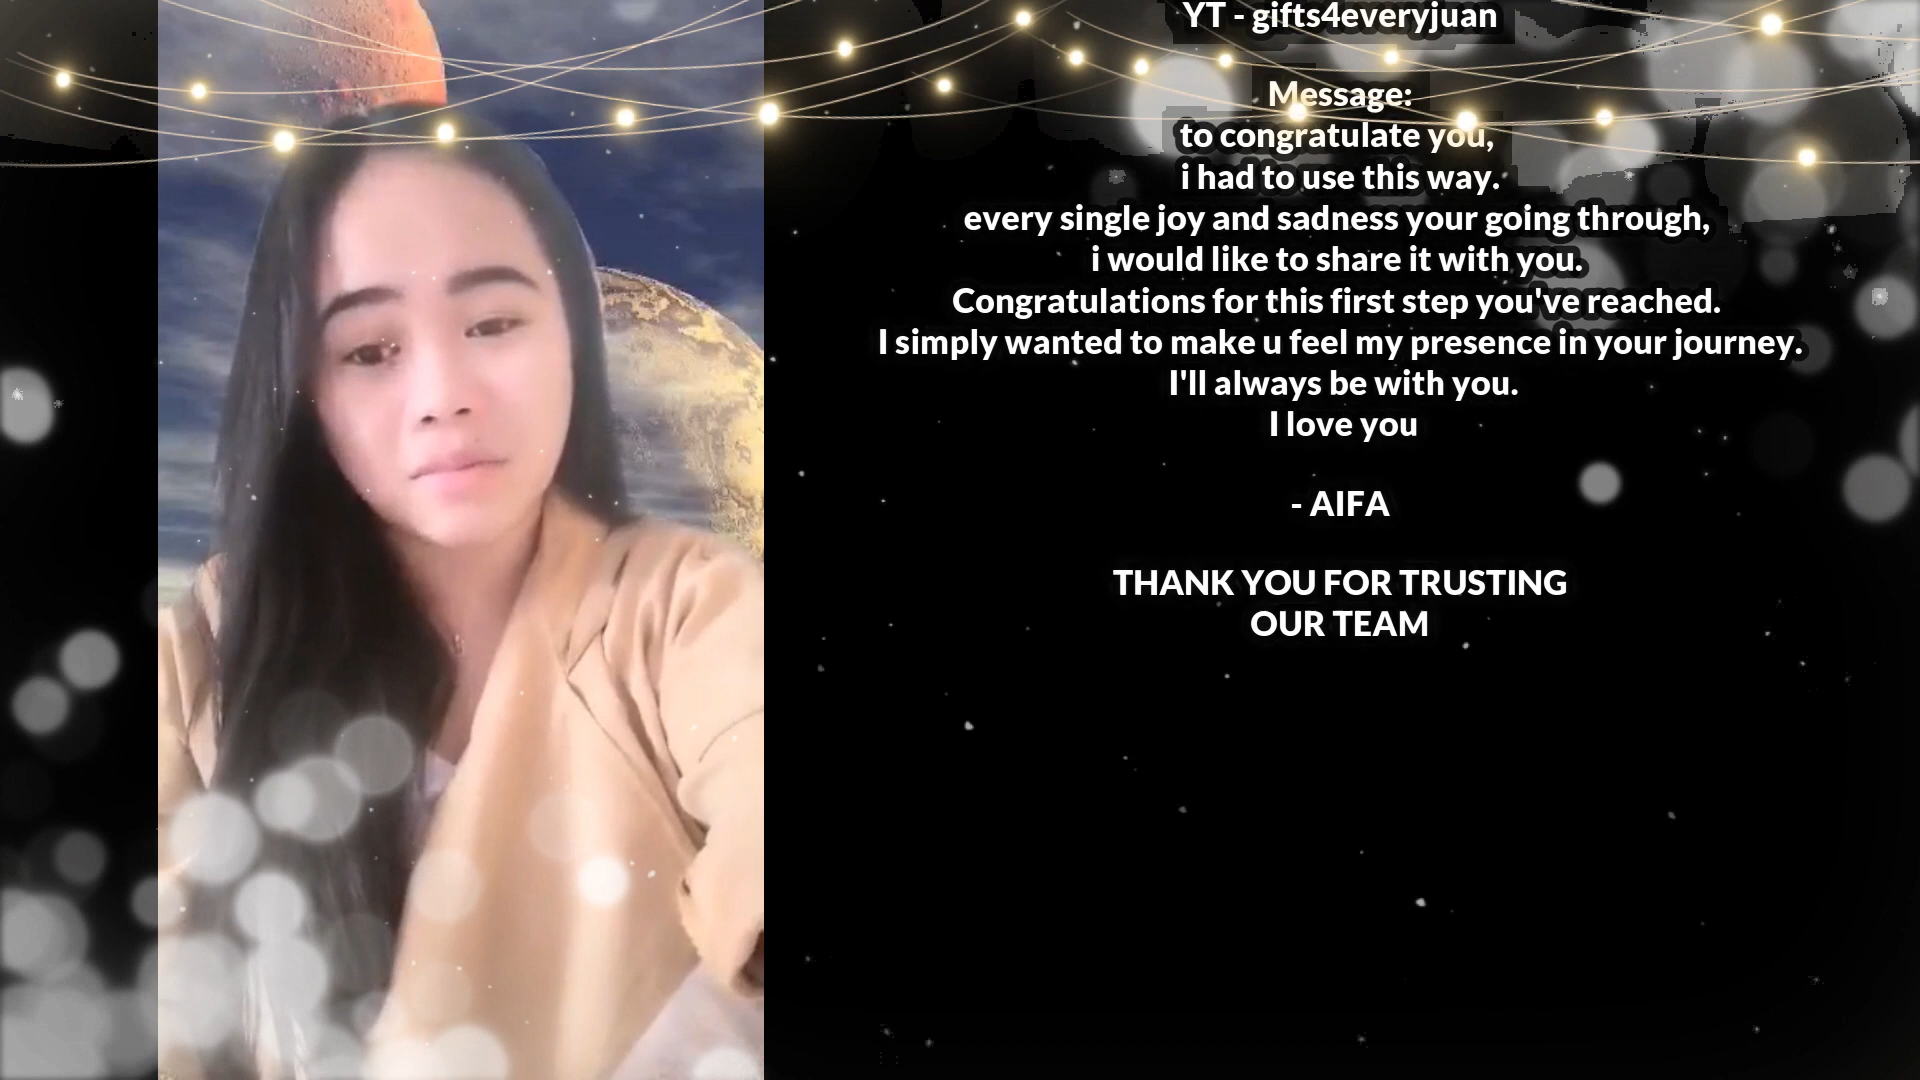 YT - gifts4everyjuan
Message:
to congratulate you,
i had to use this way.
every single joy and sadness your going through,
i would like to share it with you.
Congratulations for this first step you've reached.
I simply wanted to make u feel my presence in your journey.
I'll always be with you.
I love you
- AIFA
THANK YOU FOR TRUSTING
OUR TEAM